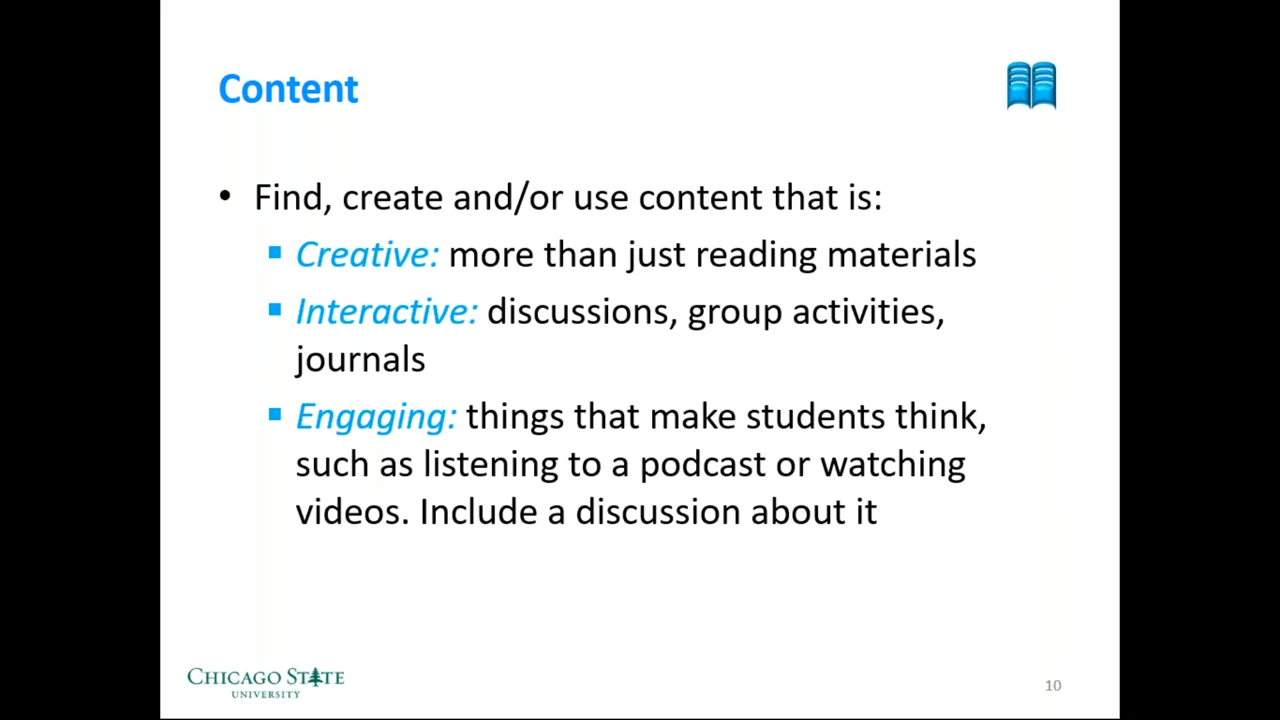 Content
• Find, create and/or use content that is:
▪ Creative: more than just reading materials
▪ Interactive: discussions, group activities,
journals
▪ Engaging: things that make students think,
such as listening to a podcast or watching
videos. Include a discussion about it
CHICAGO STATE
UNIVERSITY
10